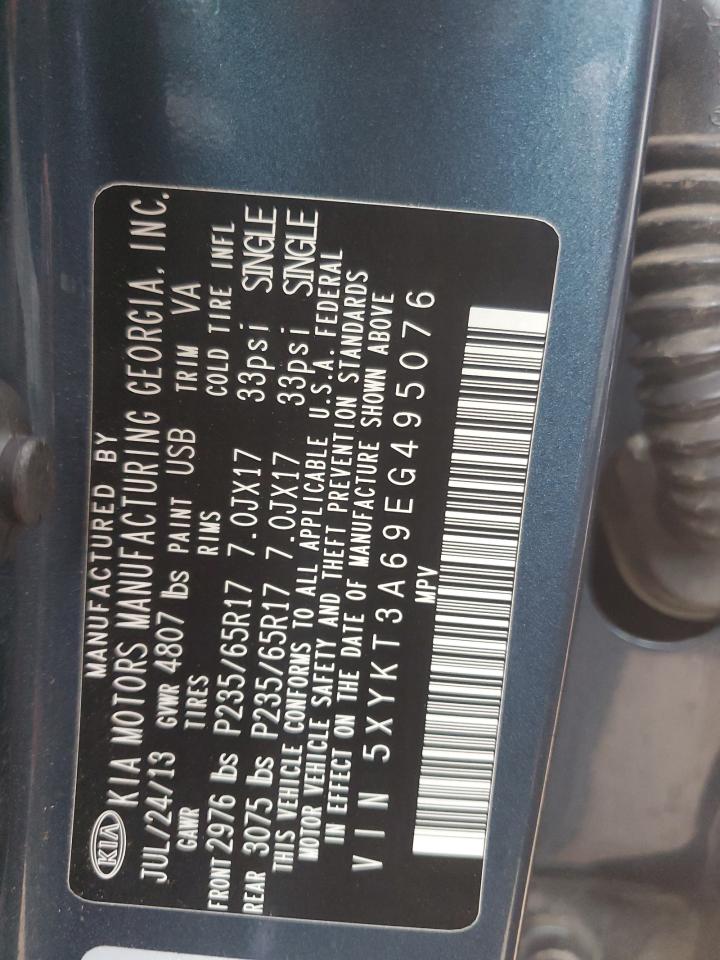 MANUFACTURED BY
KIA KIA MOTORS MANUFACTURING GEORGIA, INC.
JUL/24/13 GVWR 4807 lbs PAINT USB TRIM VA
GAWR TIRES RIMS COLD TIRE INFL
FRONT 2976 lbs P235/65R17 7.0JX17 33psi SINGLE
REAR 3075 lbs P235/65R17 7.0JX17 33psi SINGLE
THIS VEHICLE CONFORMS TO ALL APPLICABLE U.S.A. FEDERAL
MOTOR VEHICLE SAFETY AND THEFT PREVENTION STANDARDS
IN EFFECT ON THE DATE OF MANUFACTURE SHOWN ABOVE
VIN 5XYKT3A69EG495076
MPV